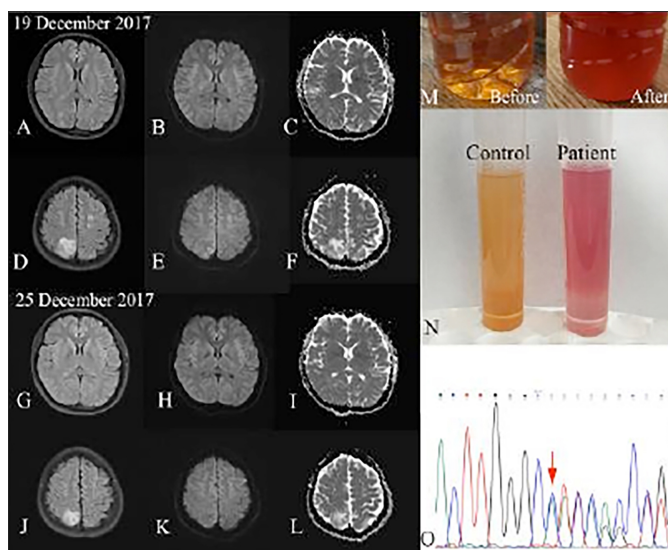 19 December 2017
A
B
C
D
E
F
25 December 2017
G
H
I
J
K
L
M
Before
After
Control
Patient
N
O